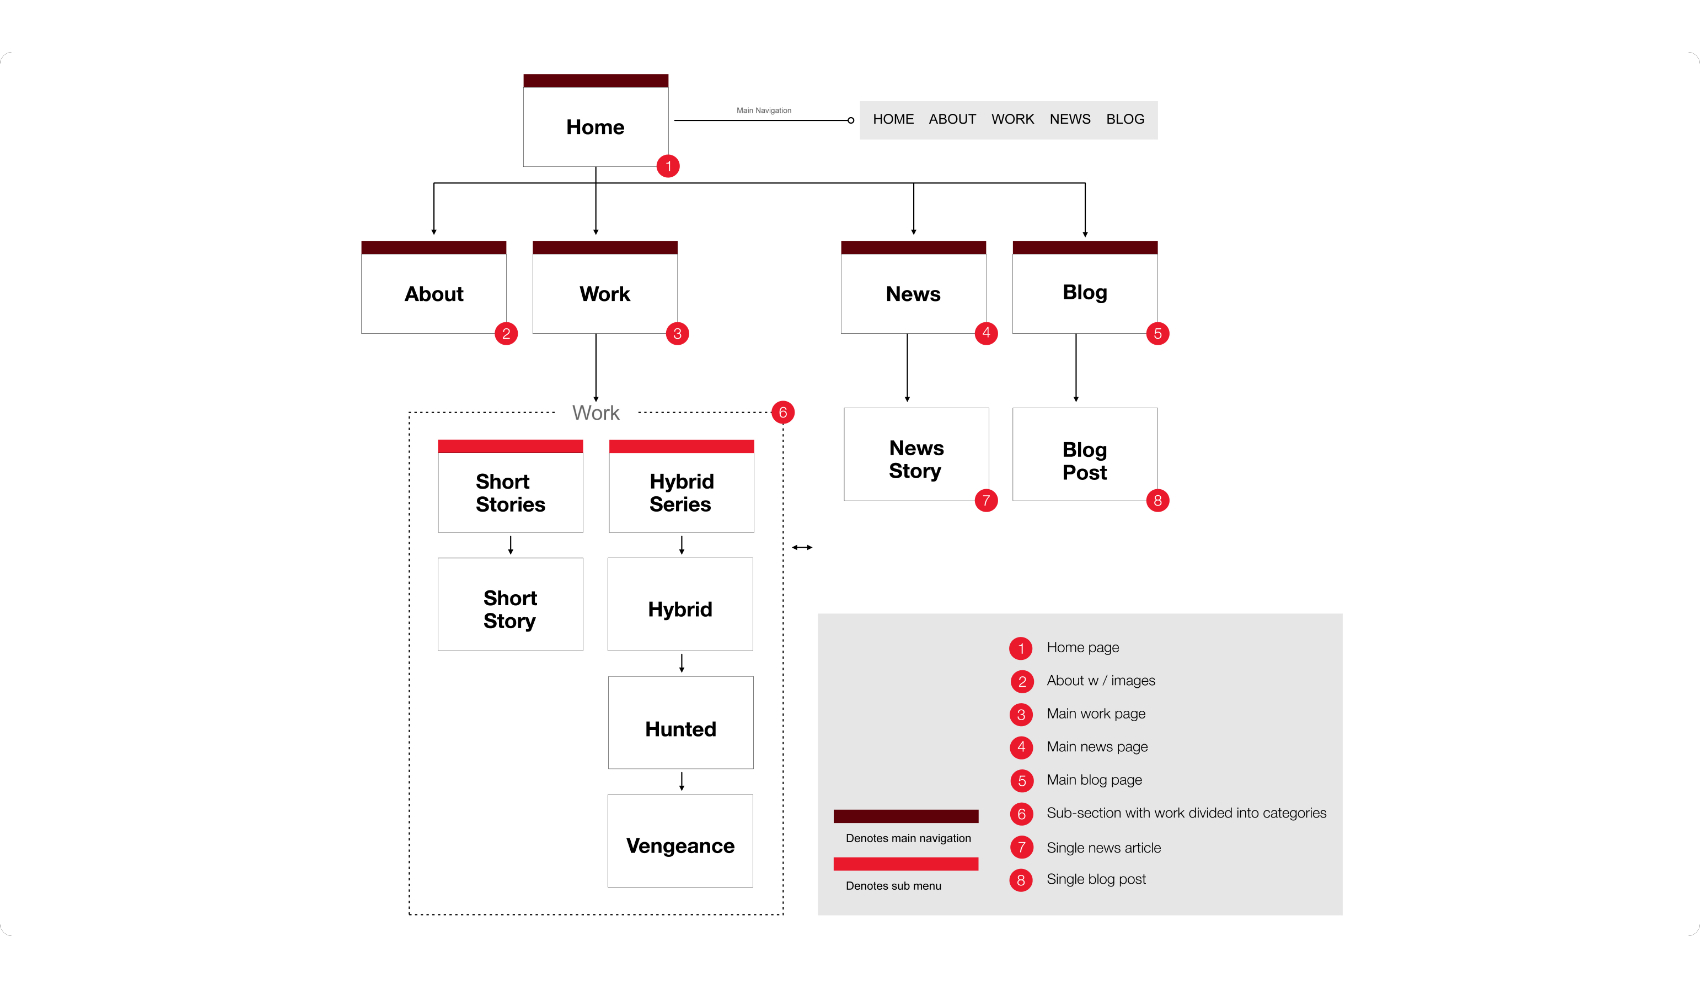 Home
1
Main Navigation
HOME ABOUT WORK NEWS BLOG
About
2
Work
3
News
4
Blog
5
Work
6
Short
Stories
Hybrid
Series
News
Story
7
Blog
Post
8
Short
Story
Hybrid
Hunted
Vengeance
Denotes main navigation
Denotes sub menu
1 Home page
2 About w / images
3 Main work page
4 Main news page
5 Main blog page
6 Sub-section with work divided into categories
7 Single news article
8 Single blog post